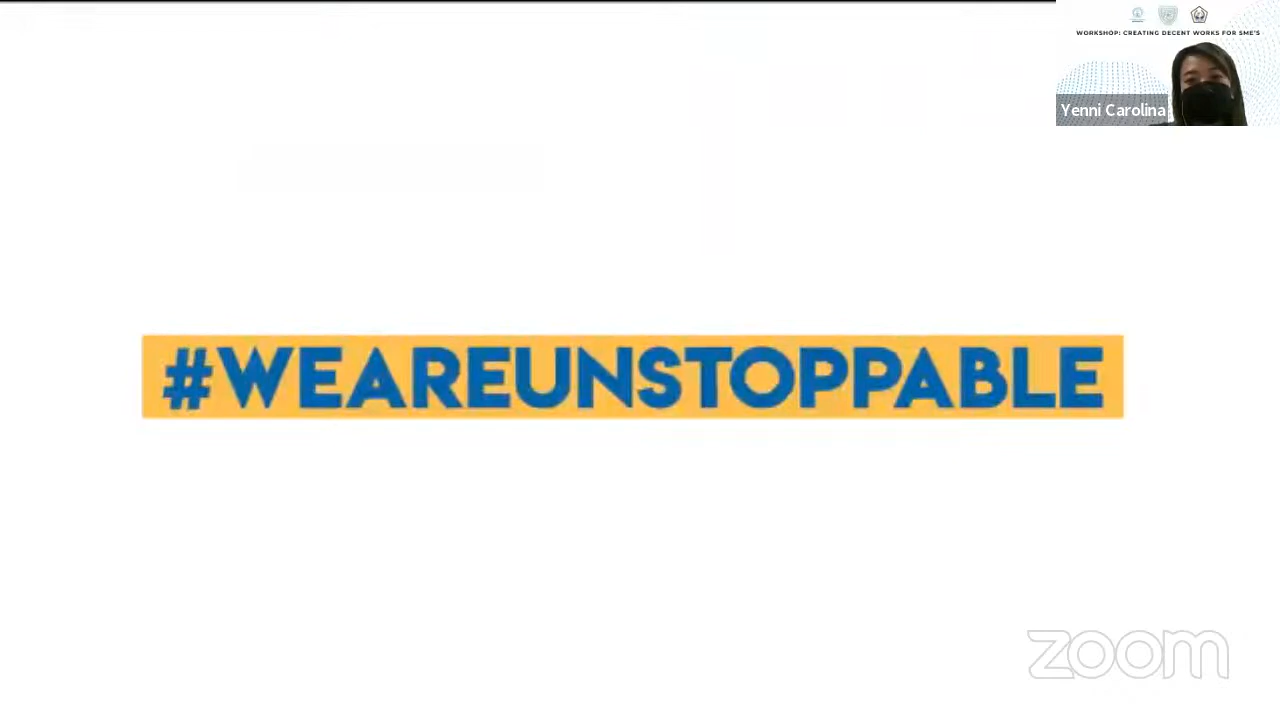 WORKSHOP: CREATING DECENT WORKS FOR SME'S
Yenni Carolina
#WEAREUNSTOPPABLE
zoom